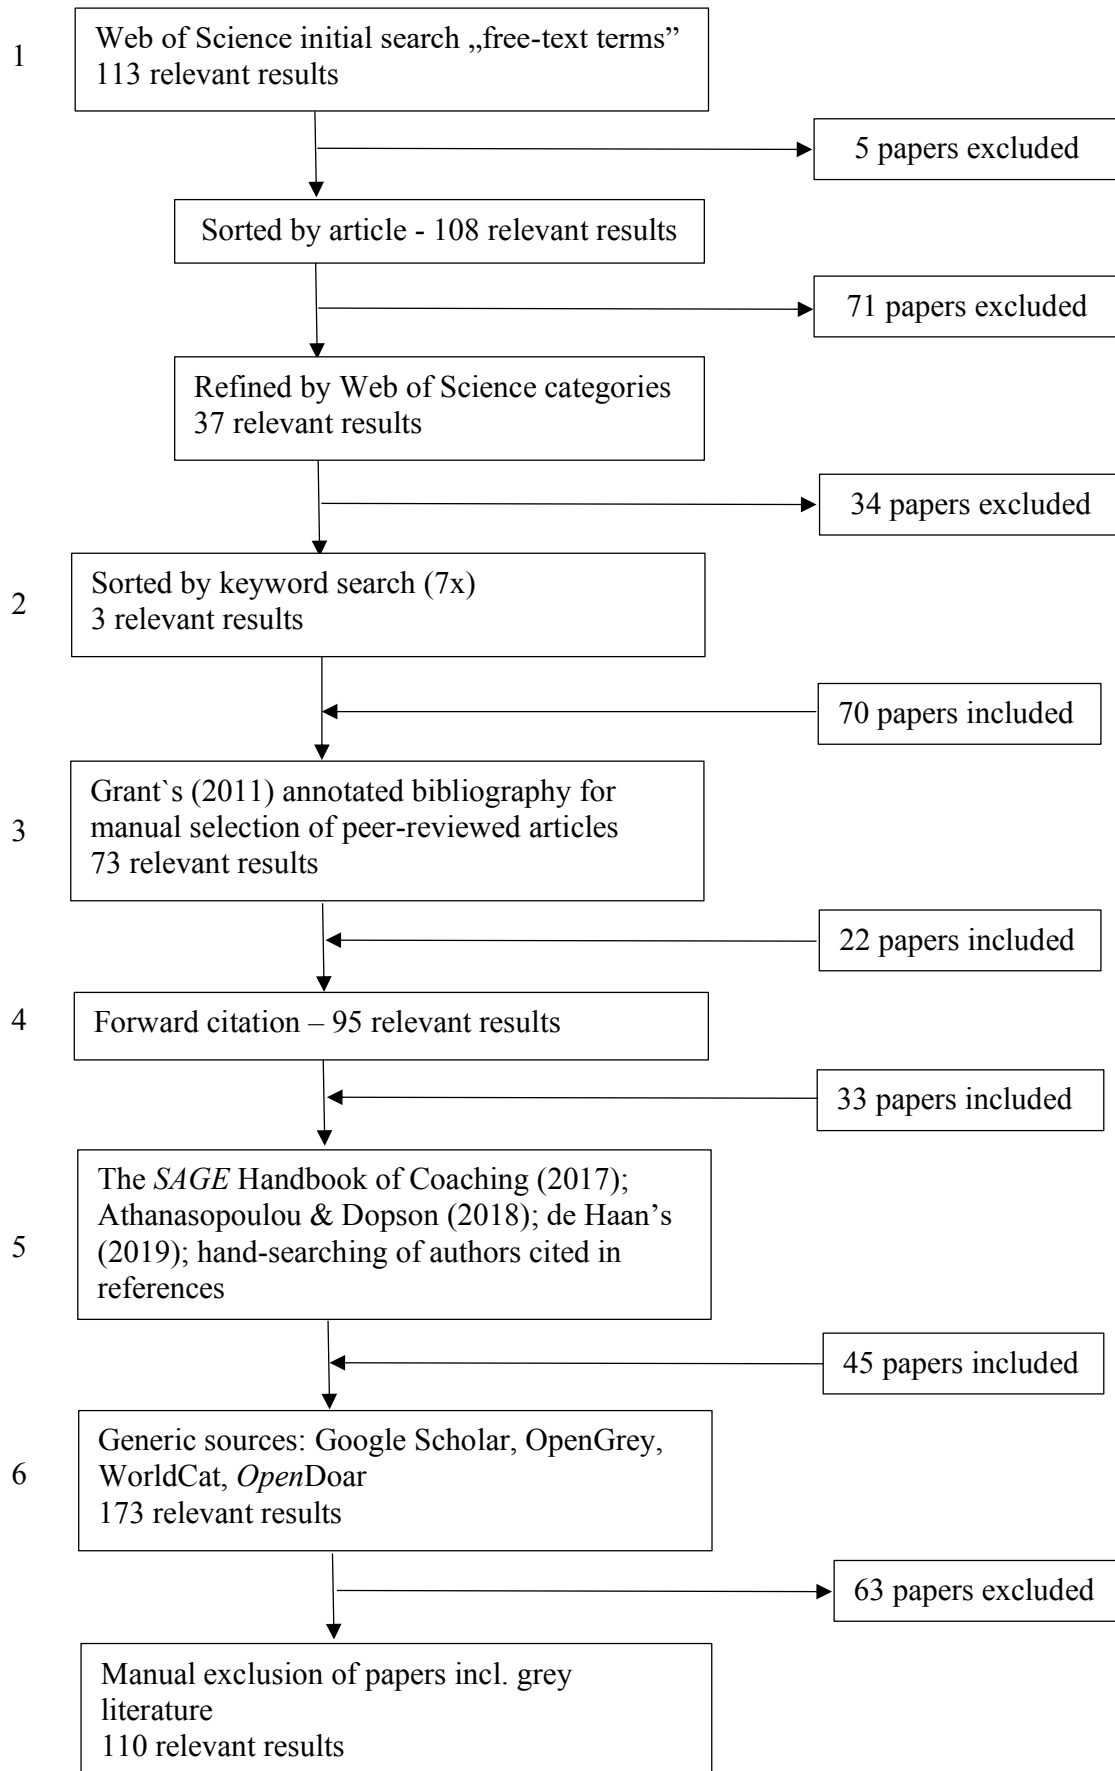 1
Web of Science initial search „free-text terms”
113 relevant results
5 papers excluded
Sorted by article - 108 relevant results
71 papers excluded
Refined by Web of Science categories
37 relevant results
34 papers excluded
2
Sorted by keyword search (7x)
3 relevant results
70 papers included
3
Grant`s (2011) annotated bibliography for
manual selection of peer-reviewed articles
73 relevant results
22 papers included
4
Forward citation – 95 relevant results
33 papers included
5
The SAGE Handbook of Coaching (2017);
Athanasopoulou & Dopson (2018); de Haan’s
(2019); hand-searching of authors cited in
references
45 papers included
6
Generic sources: Google Scholar, OpenGrey,
WorldCat, OpenDoar
173 relevant results
63 papers excluded
Manual exclusion of papers incl. grey
literature
110 relevant results